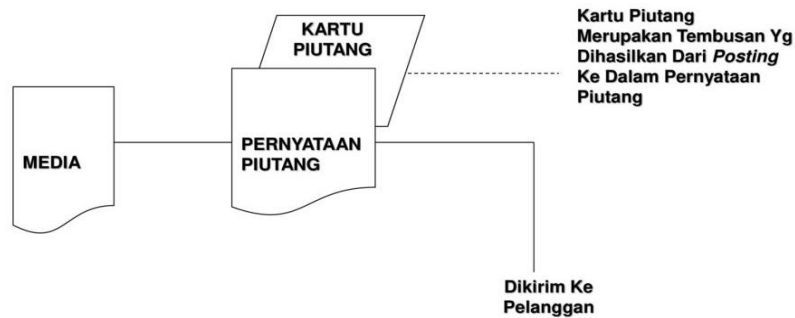 KARTU
PIUTANG
Kartu Piutang
Merupakan Tembusan Yg
Dihasilkan Dari Posting
Ke Dalam Pernyataan
Piutang
MEDIA
PERNYATAAN
PIUTANG
Dikirim Ke
Pelanggan